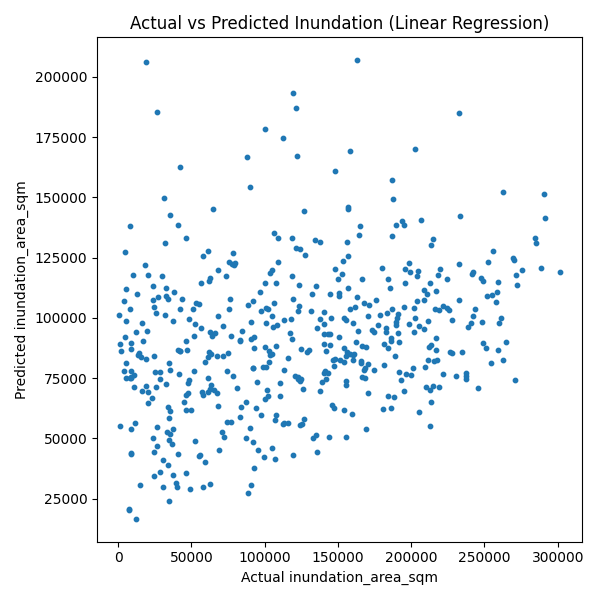 Actual vs Predicted Inundation (Linear Regression)
200000
175000
150000
125000
100000
75000
50000
25000
Predicted inundation_area_sqm
0 50000 100000 150000 200000 250000 300000
Actual inundation_area_sqm